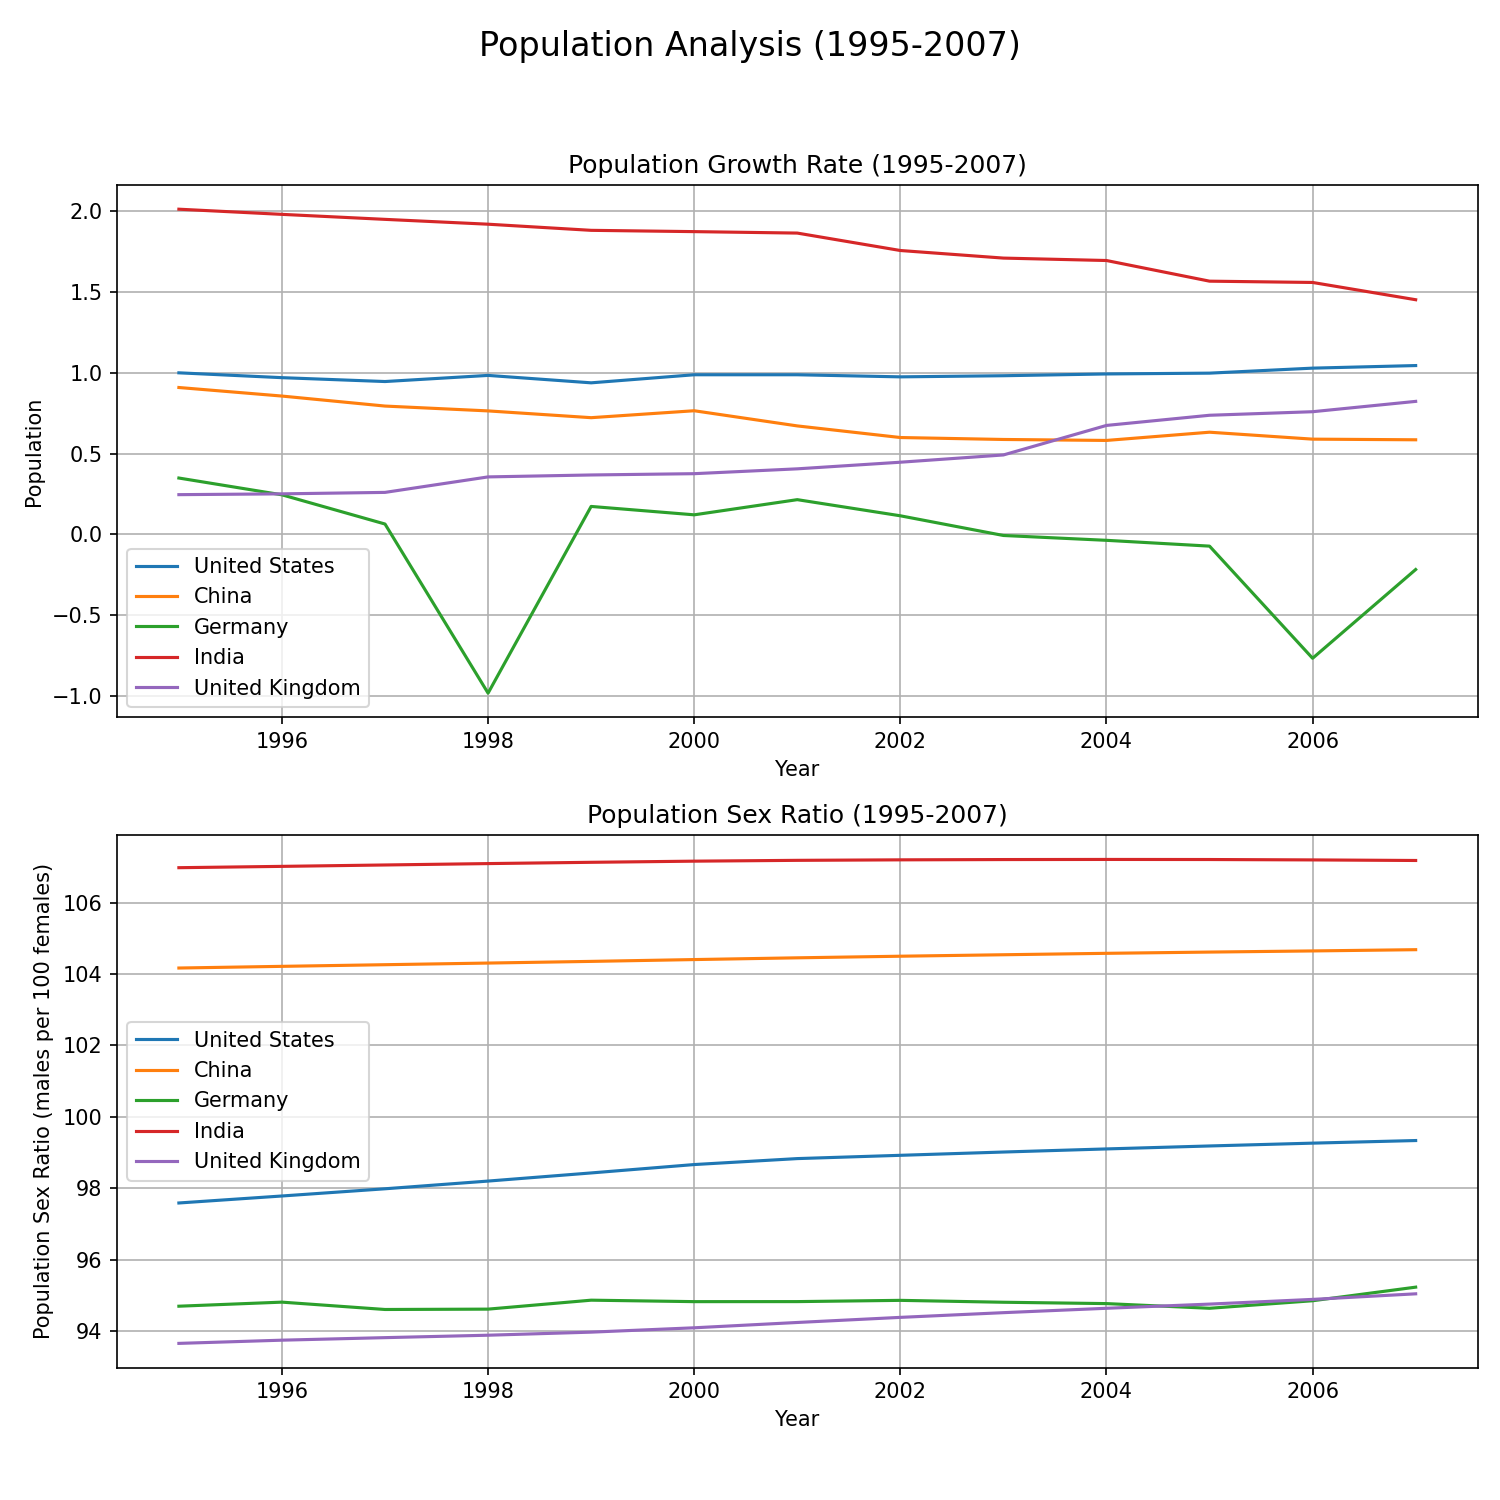 Population Analysis (1995-2007)
Population Growth Rate (1995-2007)
Population
2.0
1.5
1.0
0.5
0.0
−0.5
−1.0
United States
China
Germany
India
United Kingdom
1996 1998 2000 2002 2004 2006
Year
Population Sex Ratio (1995-2007)
Population Sex Ratio (males per 100 females)
106
104
102
100
98
96
94
United States
China
Germany
India
United Kingdom
1996 1998 2000 2002 2004 2006
Year